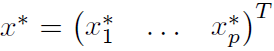 x* = (x₁* … xₚ*)ᵀ